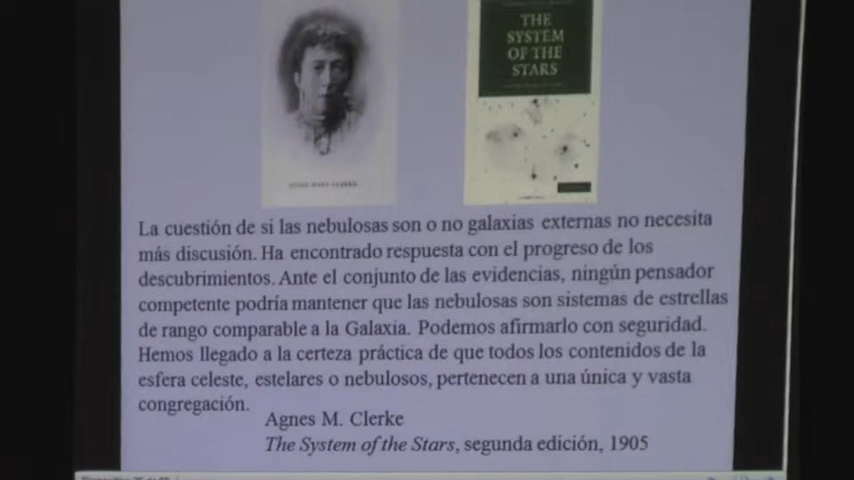 THE
SYSTEM
OF THE
STARS
La cuestión de si las nebulosas son o no galaxias externas no necesita
más discusión. Ha encontrado respuesta con el progreso de los
descubrimientos. Ante el conjunto de las evidencias, ningún pensador
competente podría mantener que las nebulosas son sistemas de estrellas
de rango comparable a la Galaxia. Podemos afirmarlo con seguridad.
Hemos llegado a la certeza práctica de que todos los contenidos de la
esfera celeste, estelares o nebulosos, pertenecen a una única y vasta
congregación.
Agnes M. Clerke
The System of the Stars, segunda edición, 1905